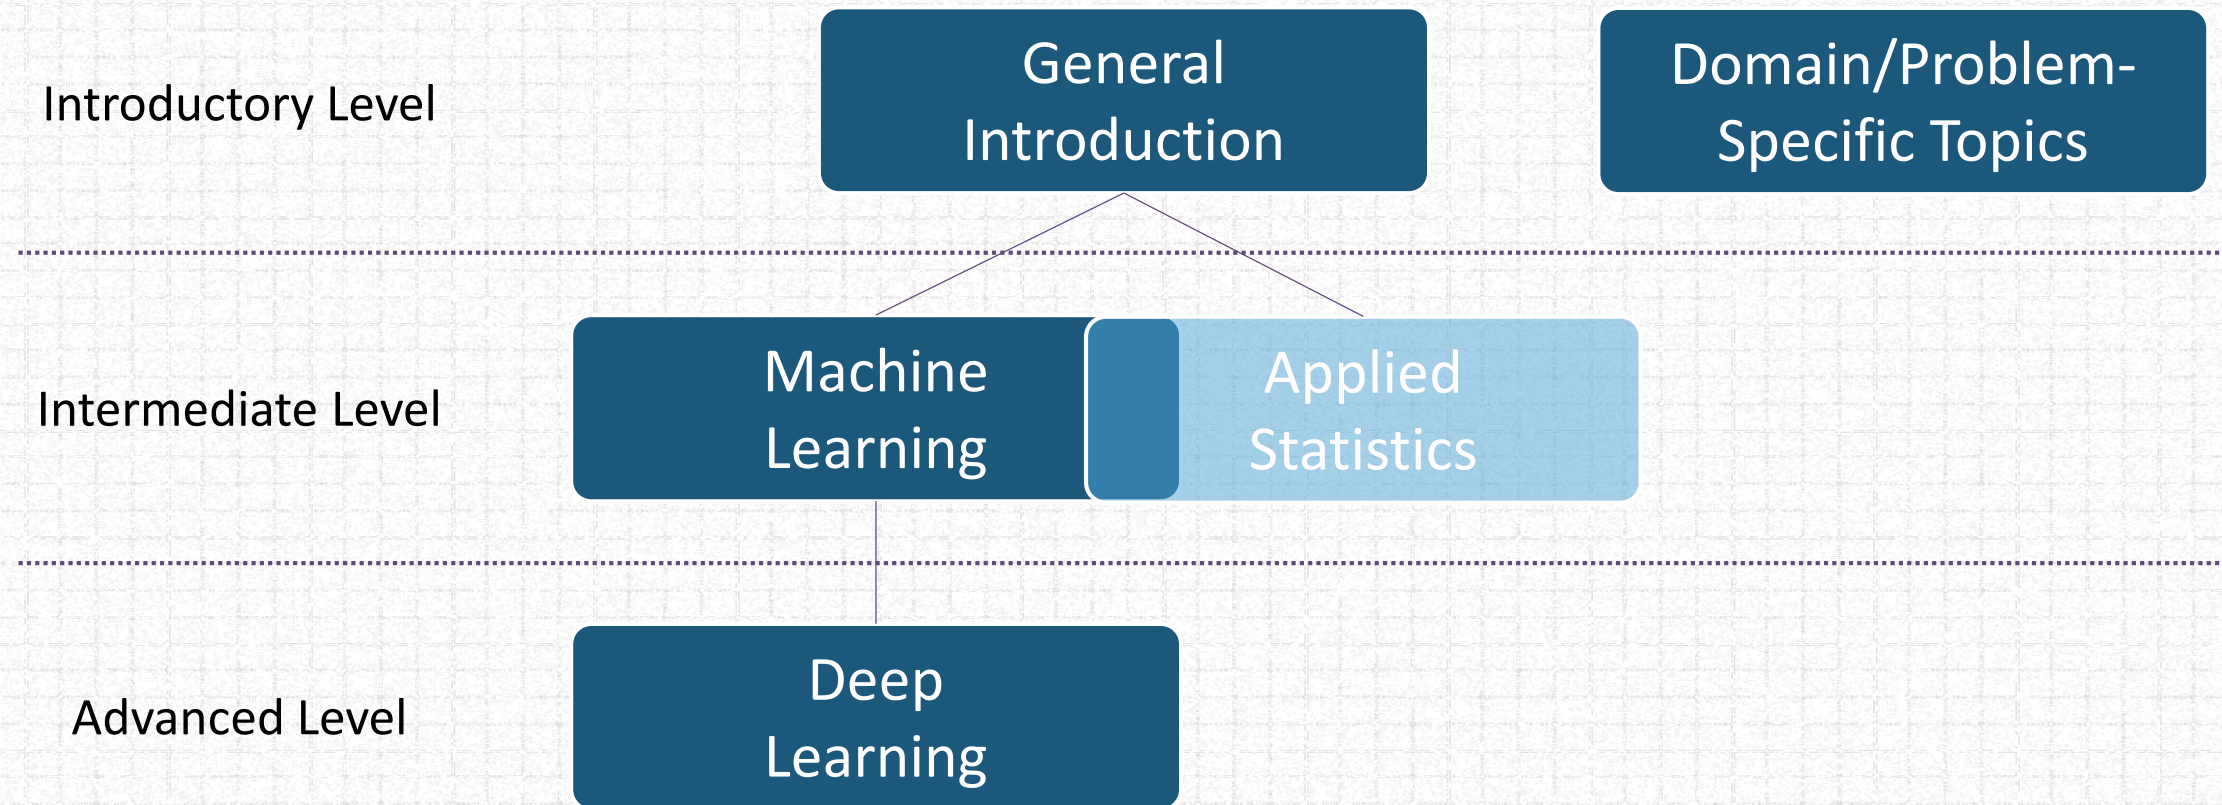 Introductory Level
General
Introduction
Domain/Problem-
Specific Topics
Intermediate Level
Machine
Learning
Applied
Statistics
Advanced Level
Deep
Learning